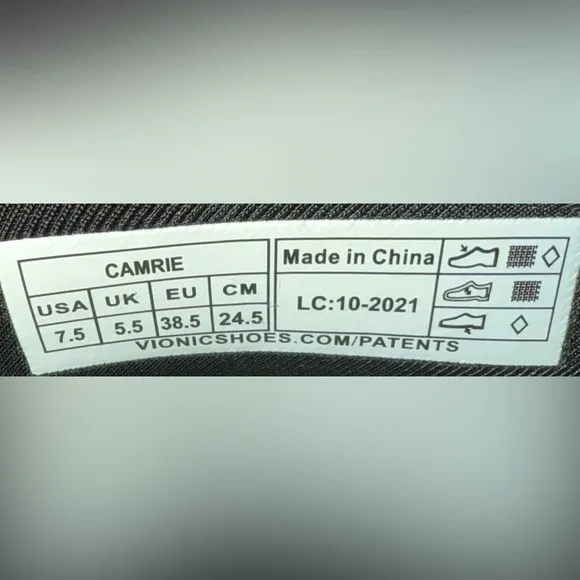 CAMRIE
USA UK EU CM
7.5 5.5 38.5 24.5
Made in China
LC:10-2021
VIONICSHOES.COM/PATENTS